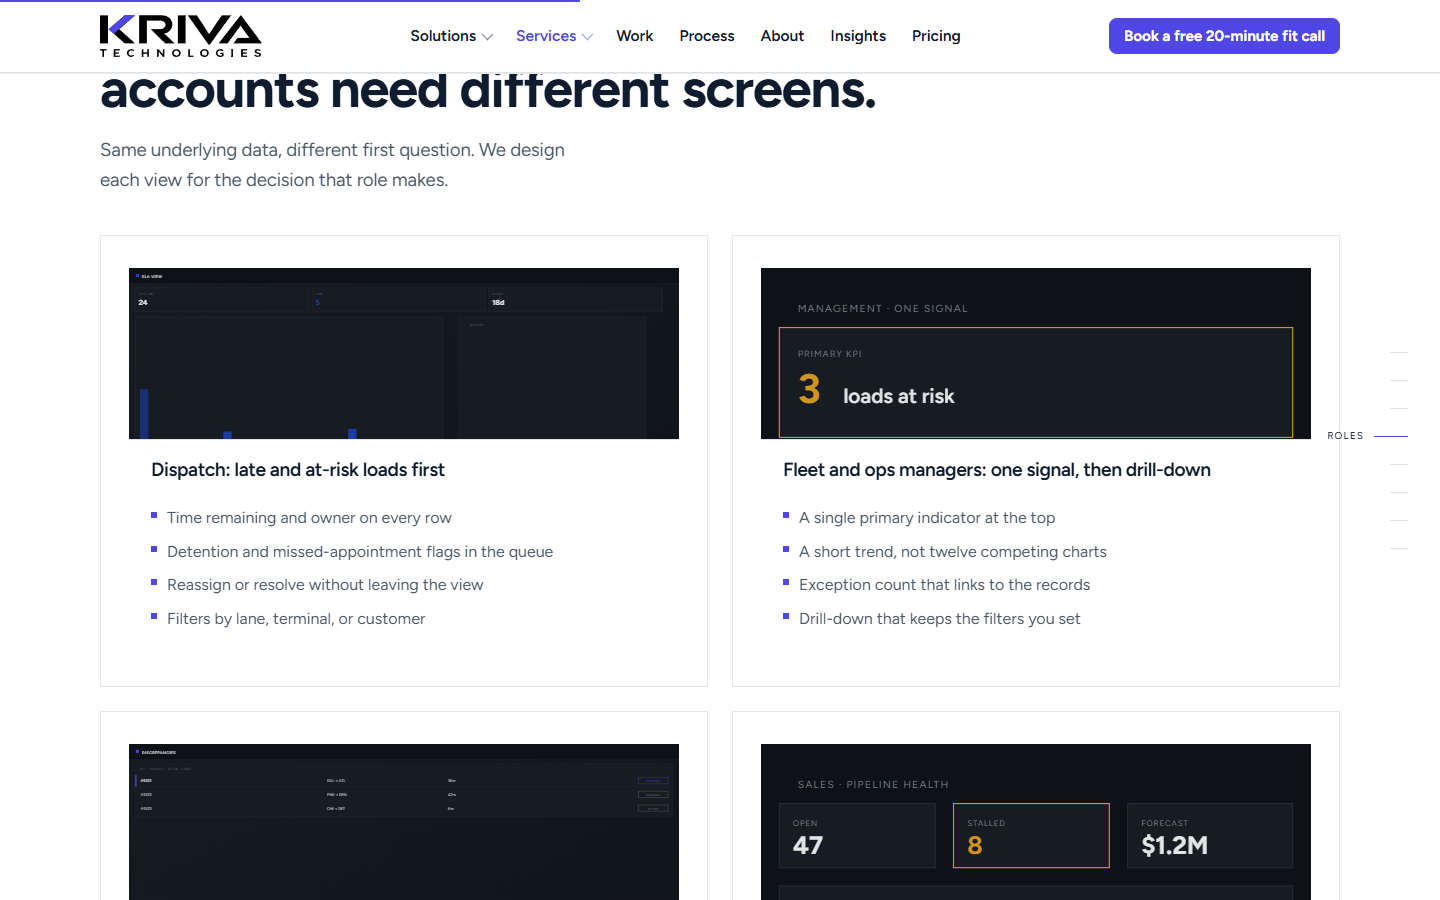 KRIVA
TECHNOLOGIES
Solutions
Services
Work
Process
About
Insights
Pricing
Book a free 20-minute fit call
accounts need different screens.
Same underlying data, different first question. We design
each view for the decision that role makes.
SLA VIEW
24
5
18d
MANAGEMENT · ONE SIGNAL
PRIMARY KPI
3 loads at risk
ROLES
Dispatch: late and at-risk loads first
Time remaining and owner on every row
Detention and missed-appointment flags in the queue
Reassign or resolve without leaving the view
Filters by lane, terminal, or customer
Fleet and ops managers: one signal, then drill-down
A single primary indicator at the top
A short trend, not twelve competing charts
Exception count that links to the records
Drill-down that keeps the filters you set
DISCREPANCIES
SALES · PIPELINE HEALTH
OPEN
47
STALLED
8
FORECAST
$1.2M